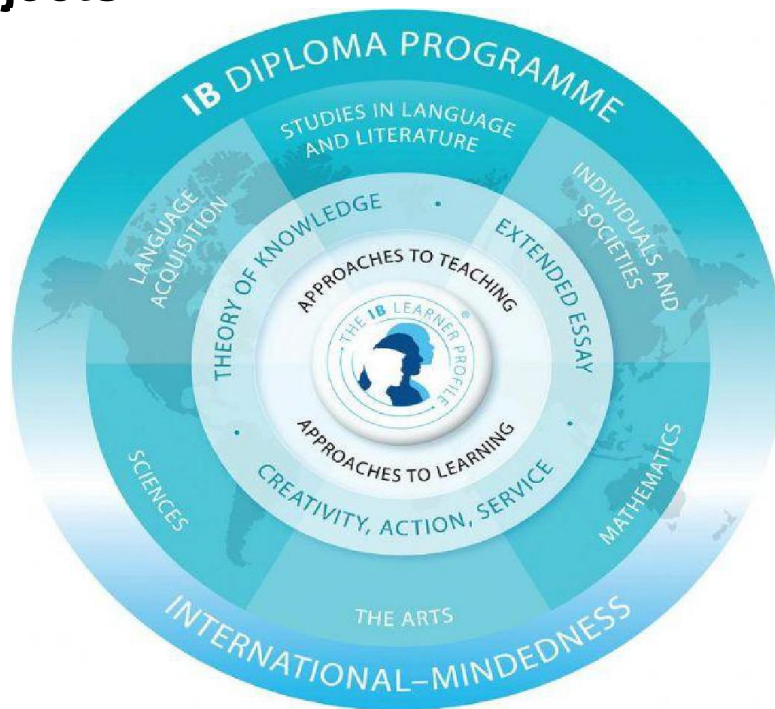 IB DIPLOMA PROGRAMME
STUDIES IN LANGUAGE
AND LITERATURE
LANGUAGE
ACQUISITION
INDIVIDUALS AND
SOCIETIES
THEORY OF KNOWLEDGE
•
EXTENDED ESSAY
APPROACHES TO TEACHING
• THE IB LEARNER PROFILE • ®
APPROACHES TO LEARNING
•
CREATIVITY, ACTION, SERVICE
•
SCIENCES
MATHEMATICS
THE ARTS
INTERNATIONAL–MINDEDNESS